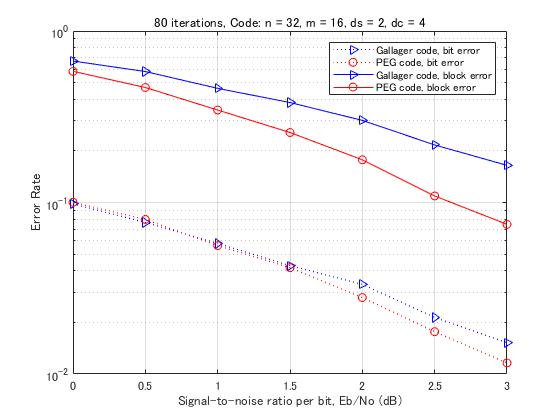 80 iterations, Code: n = 32, m = 16, ds = 2, dc = 4
10^0
Gallager code, bit error
PEG code, bit error
Gallager code, block error
PEG code, block error
Error Rate
10^-1
10^-2
0 0.5 1 1.5 2 2.5 3
Signal-to-noise ratio per bit, Eb/No (dB)